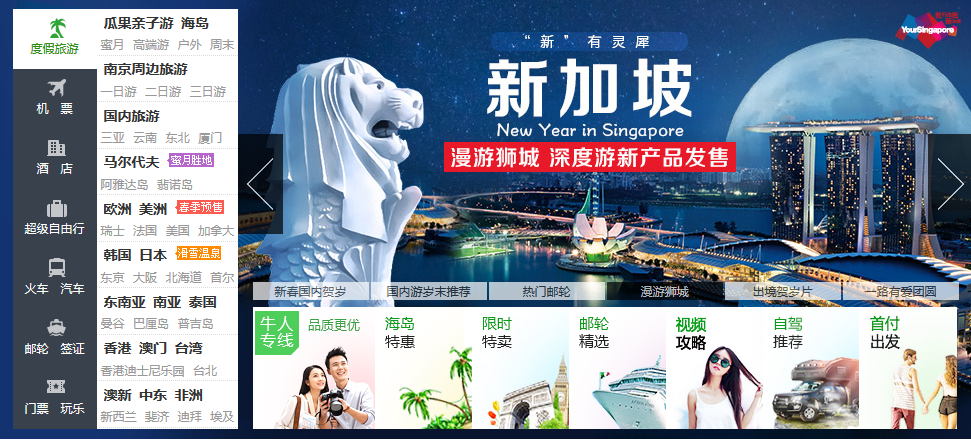 度假旅游
机 票
酒 店
超级自由行
火车 汽车
邮轮 签证
门票 玩乐
瓜果亲子游 海岛
蜜月 高端游 户外 周末
南京周边旅游
一日游 二日游 三日游
国内旅游
三亚 云南 东北 厦门
马尔代夫 蜜月胜地
阿雅达岛 翡诺岛
欧洲 美洲 春季预售
瑞士 法国 美国 加拿大
韩国 日本 滑雪温泉
东京 大阪 北海道 首尔
东南亚 南亚 泰国
曼谷 巴厘岛 普吉岛
香港 澳门 台湾
香港迪士尼乐园 台北
澳新 中东 非洲
新西兰 斐济 迪拜 埃及
“新”有灵犀
新加坡
New Year in Singapore
漫游狮城 深度游新产品发售
YourSingapore
新春国内贺岁
国内游岁末推荐
热门邮轮
漫游狮城
出境贺岁片
一路有爱团圆
牛人
专线
品质更优
海岛
特惠
限时
特卖
邮轮
精选
视频
攻略
自驾
推荐
首付
出发